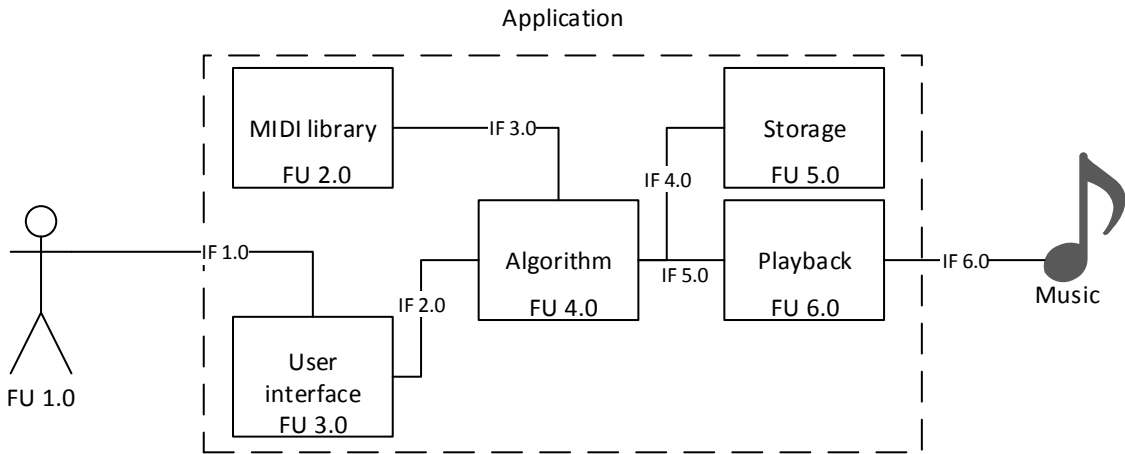 Application
MIDI library
FU 2.0
IF 3.0
Storage
FU 5.0
IF 4.0
IF 1.0
Algorithm
FU 4.0
IF 5.0
Playback
FU 6.0
IF 6.0
Music
IF 2.0
User
interface
FU 3.0
FU 1.0